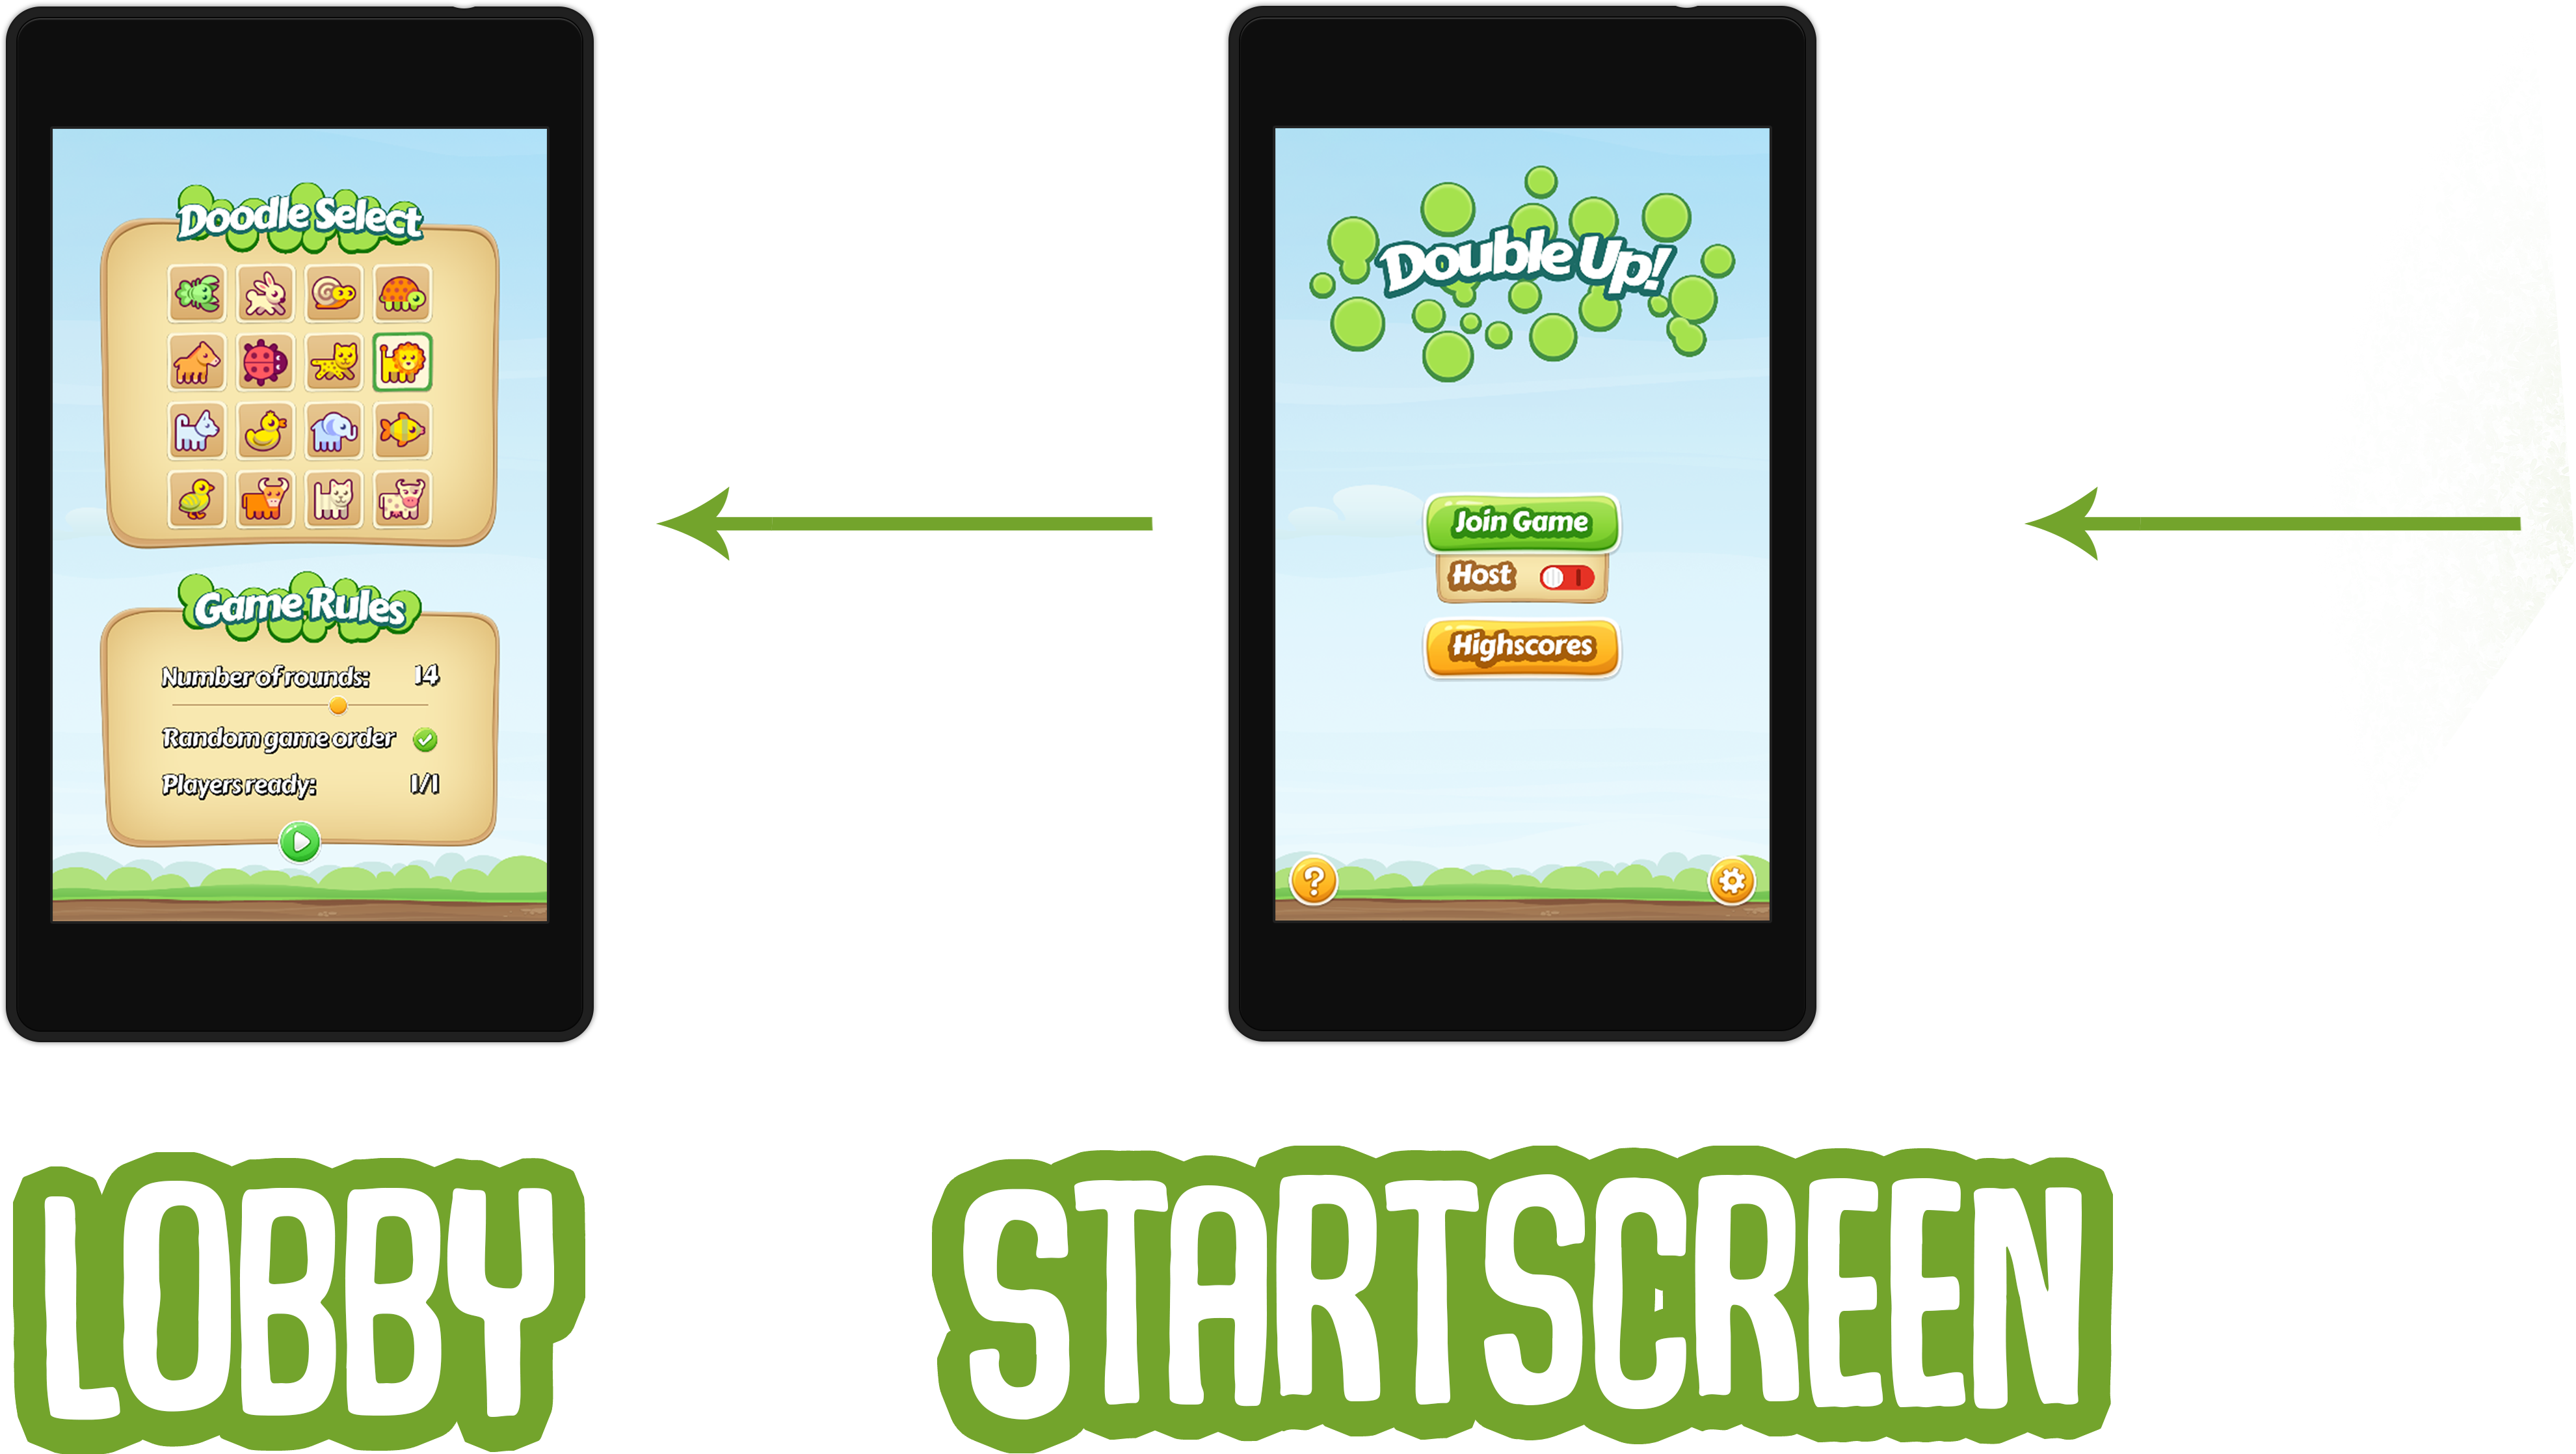 Doodle Select
Game Rules
Number of rounds: 14
Random game order
Players ready: 1/1
LOBBY
Double Up!
Join Game
Host
Highscores
?
STARTSCREEN